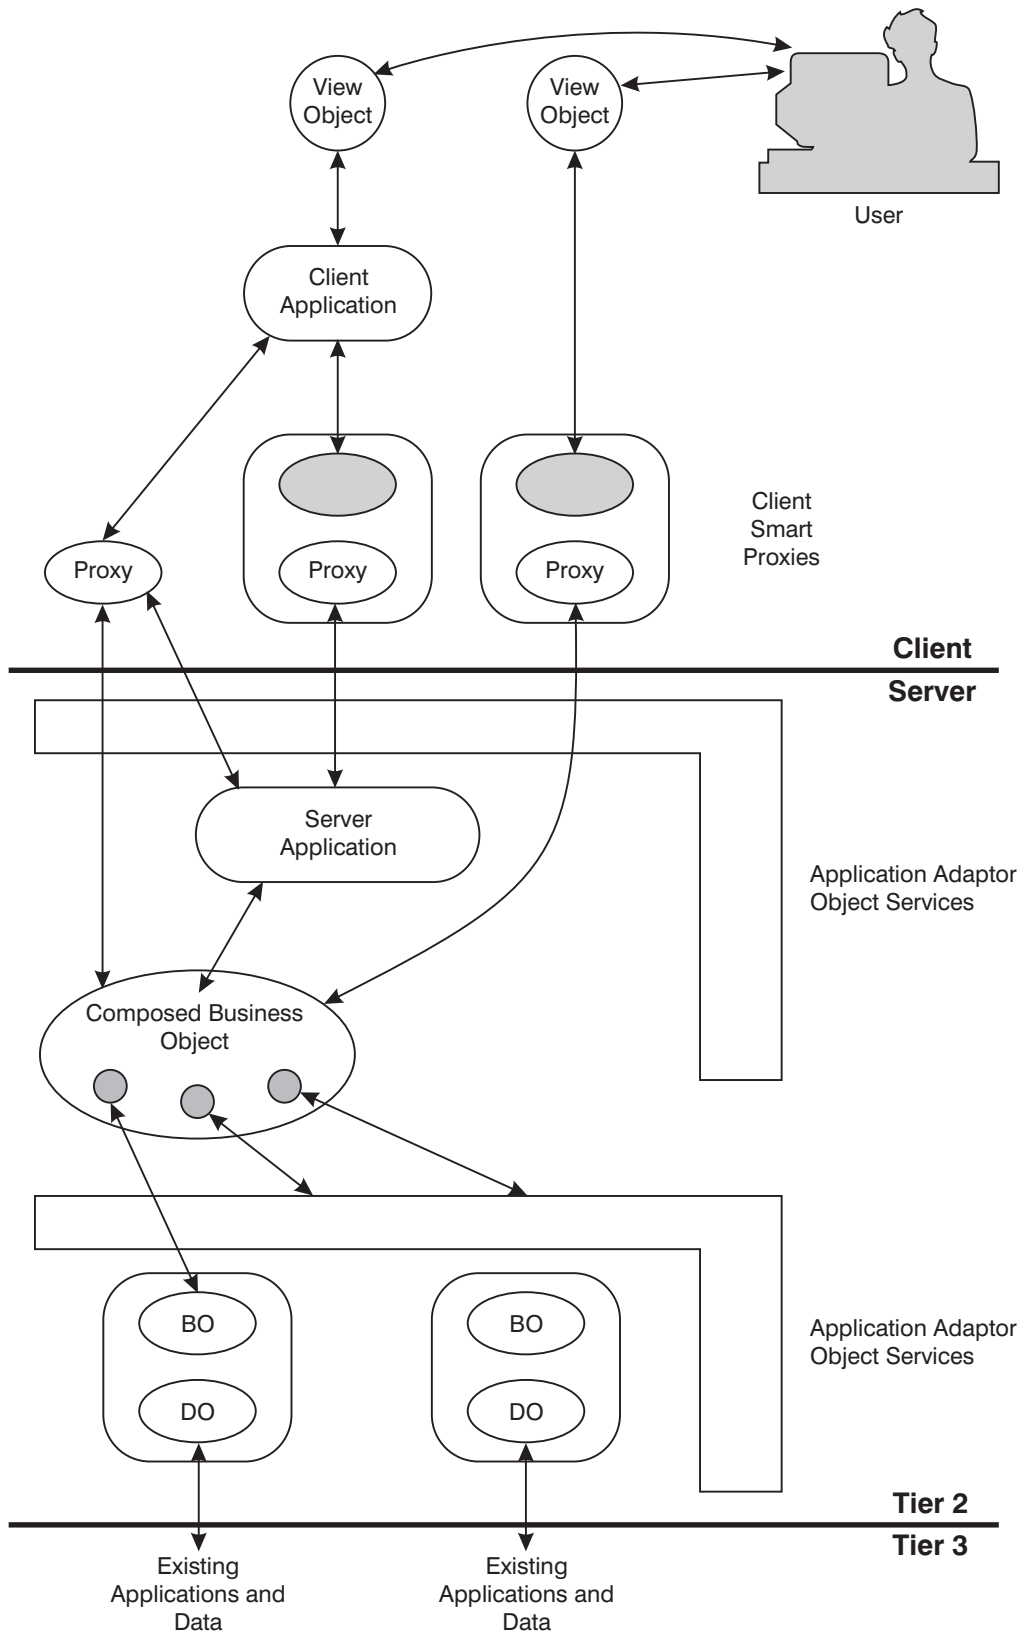 View
Object
View
Object
User
Client
Application
Client
Smart
Proxies
Proxy
Proxy
Proxy
Client
Server
Server
Application
Application Adaptor
Object Services
Composed Business
Object
BO
BO
Application Adaptor
Object Services
DO
DO
Tier 2
Tier 3
Existing
Applications and
Data
Existing
Applications and
Data